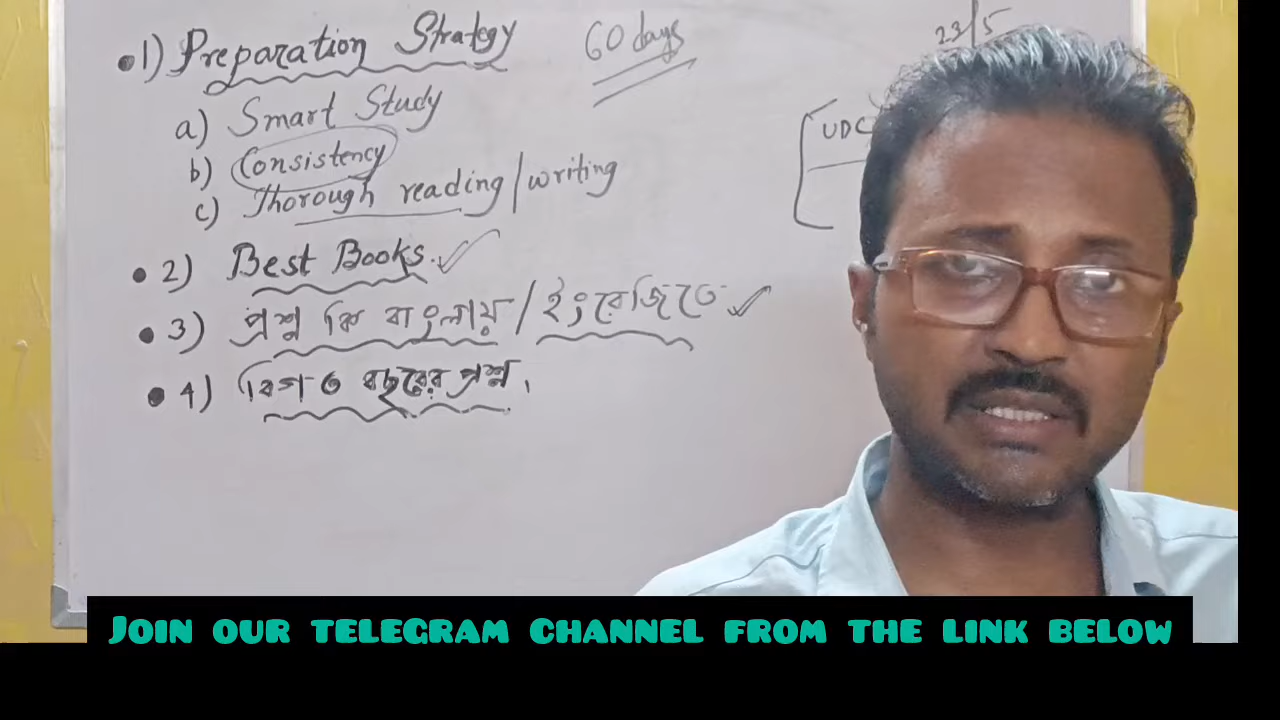 1) Preparation Strategy
60 days
23/5
a) Smart Study
UDC
b) Consistency
c) Thorough reading/writing
2) Best Books.
3) প্রশ্ন কি বাংলায়/ইংরেজিতে
4) বিগত বছরের প্রশ্ন,
JOIN OUR TELEGRAM CHANNEL FROM THE LINK BELOW